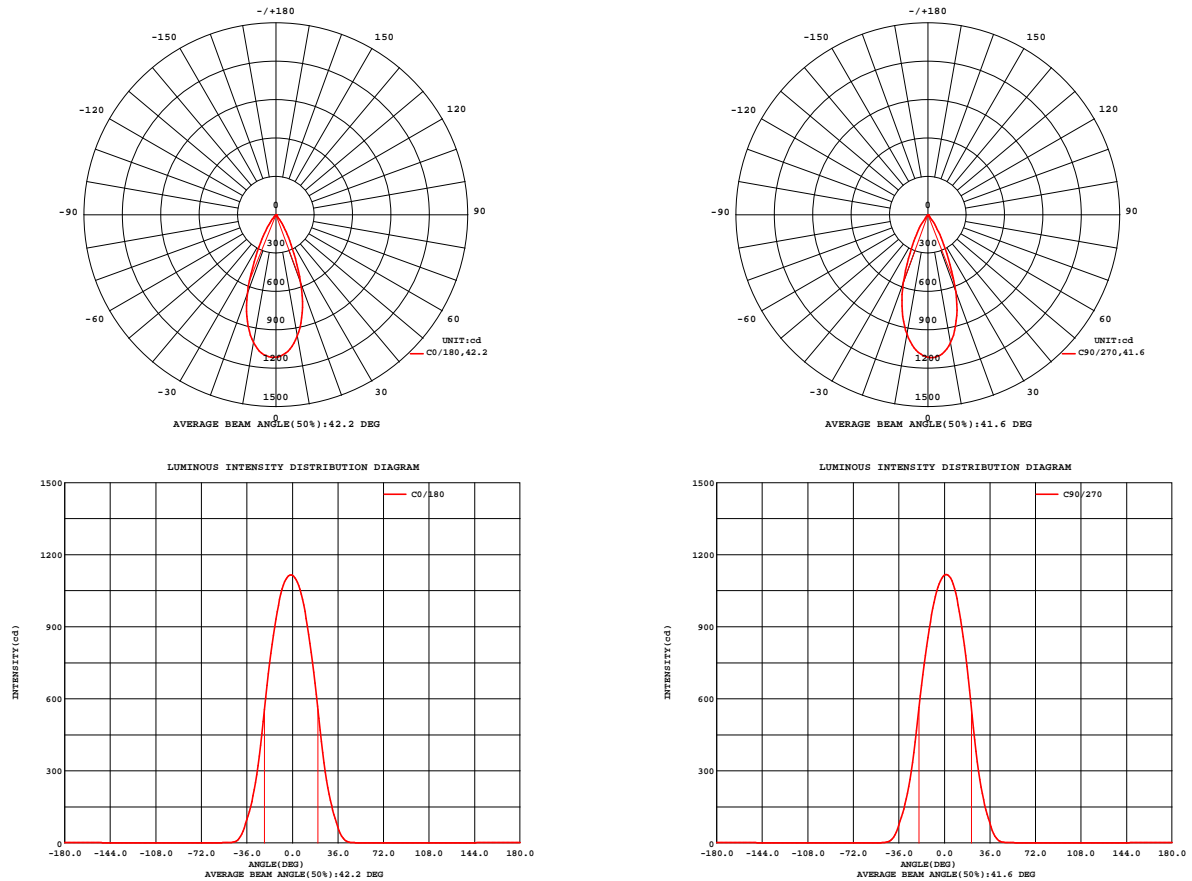 -/+180
-150
150
-120
120
-90
90
0
300
600
900
1200
1500
-60
60
-30
30
0
UNIT:cd
C0/180,42.2
AVERAGE BEAM ANGLE(50%):42.2 DEG
-/+180
-150
150
-120
120
-90
90
0
300
600
900
1200
1500
-60
60
-30
30
0
UNIT:cd
C90/270,41.6
AVERAGE BEAM ANGLE(50%):41.6 DEG
LUMINOUS INTENSITY DISTRIBUTION DIAGRAM
C0/180
INTENSITY(cd)
1500
1200
900
600
300
0
-180.0 -144.0 -108.0 -72.0 -36.0 0.0 36.0 72.0 108.0 144.0 180.0
ANGLE(DEG)
AVERAGE BEAM ANGLE(50%):42.2 DEG
LUMINOUS INTENSITY DISTRIBUTION DIAGRAM
C90/270
INTENSITY(cd)
1500
1200
900
600
300
0
-180.0 -144.0 -108.0 -72.0 -36.0 0.0 36.0 72.0 108.0 144.0 180.0
ANGLE(DEG)
AVERAGE BEAM ANGLE(50%):41.6 DEG